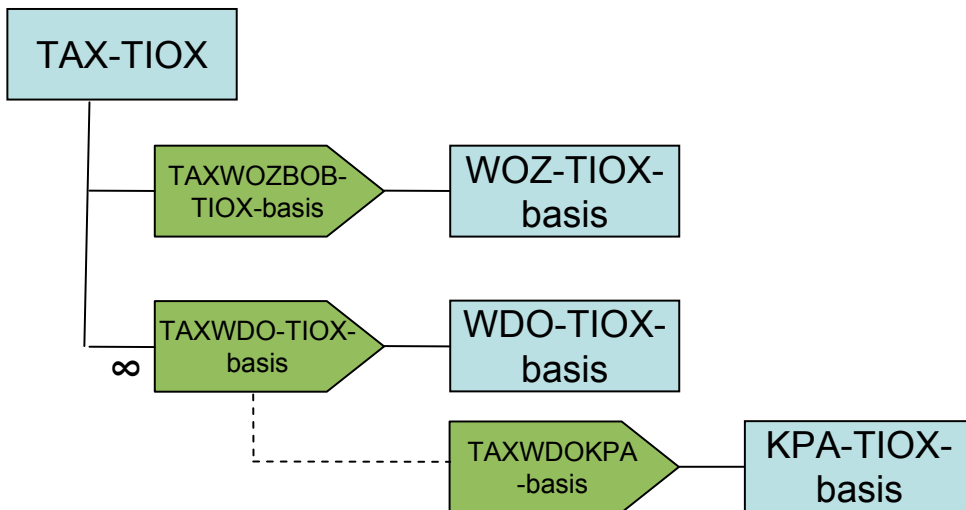 TAX-TIOX
TAXWOZBOB-
TIOX-basis
WOZ-TIOX-
basis
TAXWDO-TIOX-
basis
∞
WDO-TIOX-
basis
TAXWDOKPA
-basis
KPA-TIOX-
basis